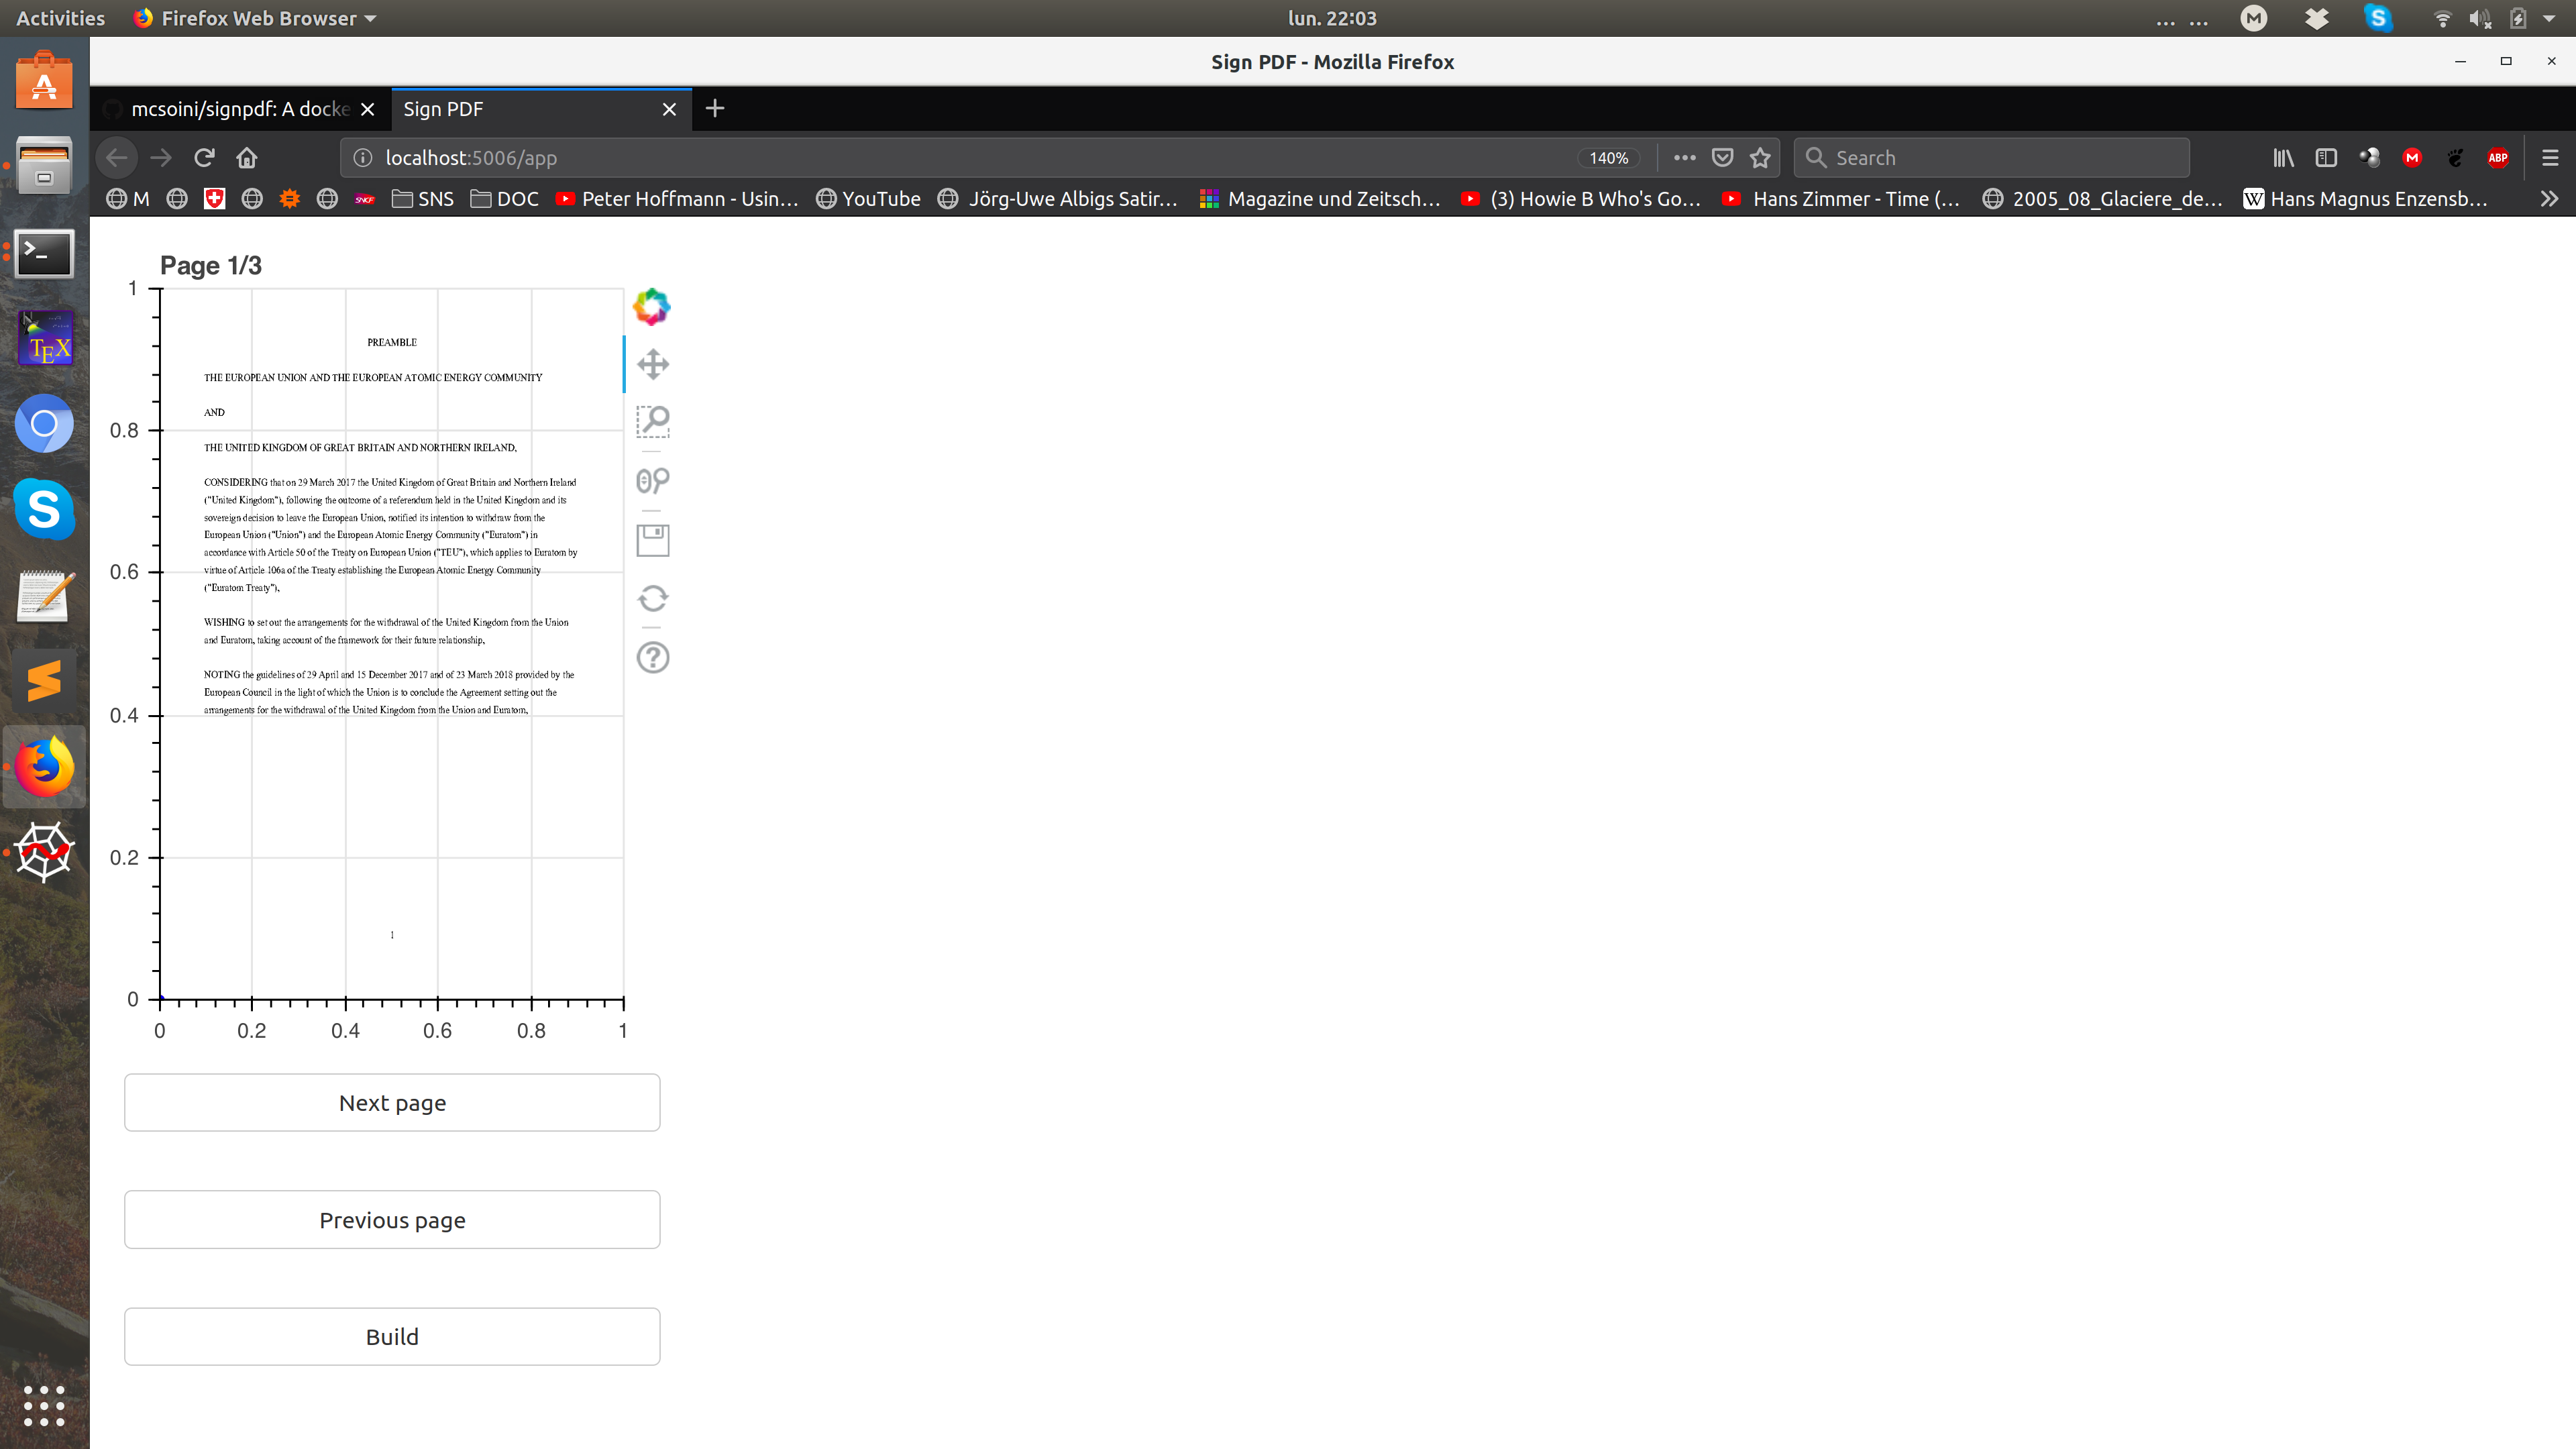 Activities Firefox Web Browser lun. 22:03
Sign PDF - Mozilla Firefox
mcsoini/signpdf: A docke Sign PDF
localhost:5006/app 140% Search
M SNCF SNS DOC Peter Hoffmann - Usin... YouTube Jörg-Uwe Albigs Satir... Magazine und Zeitsch... (3) Howie B Who's Go... Hans Zimmer - Time (... 2005_08_Glaciere_de... Hans Magnus Enzensb...
Page 1/3
1
PREAMBLE
THE EUROPEAN UNION AND THE EUROPEAN ATOMIC ENERGY COMMUNITY
AND
0.8
THE UNITED KINGDOM OF GREAT BRITAIN AND NORTHERN IRELAND,
CONSIDERING that on 29 March 2017 the United Kingdom of Great Britain and Northern Ireland
("United Kingdom"), following the outcome of a referendum held in the United Kingdom and its
sovereign decision to leave the European Union, notified its intention to withdraw from the
European Union ("Union") and the European Atomic Energy Community ("Euratom") in
accordance with Article 50 of the Treaty on European Union ("TEU"), which applies to Euratom by
0.6
virtue of Article 106a of the Treaty establishing the European Atomic Energy Community
("Euratom Treaty"),
WISHING to set out the arrangements for the withdrawal of the United Kingdom from the Union
and Euratom, taking account of the framework for their future relationship,
NOTING the guidelines of 29 April and 15 December 2017 and of 23 March 2018 provided by the
European Council in the light of which the Union is to conclude the Agreement setting out the
arrangements for the withdrawal of the United Kingdom from the Union and Euratom,
0.4
0.2
1
0
0 0.2 0.4 0.6 0.8 1
Next page
Previous page
Build